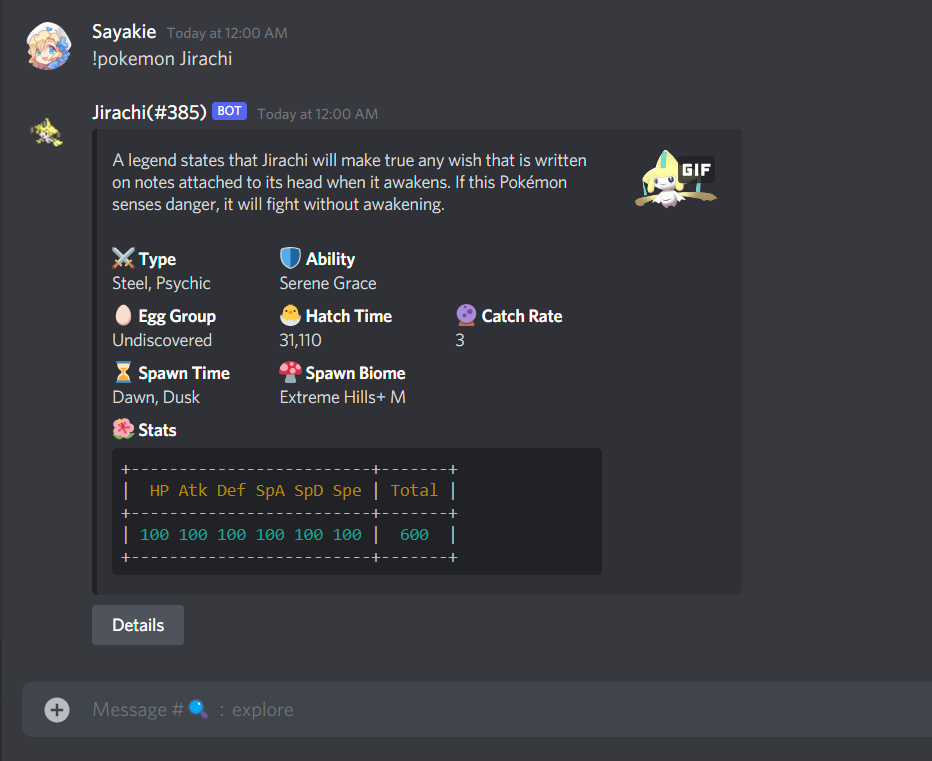 Sayakie Today at 12:00 AM
!pokemon Jirachi
Jirachi(#385) BOT Today at 12:00 AM
A legend states that Jirachi will make true any wish that is written
on notes attached to its head when it awakens. If this Pokémon
senses danger, it will fight without awakening.
GIF
Type Ability
Steel, Psychic Serene Grace
Egg Group Hatch Time Catch Rate
Undiscovered 31,110 3
Spawn Time Spawn Biome
Dawn, Dusk Extreme Hills+ M
Stats
+-------------------------+-------+
|  HP Atk Def SpA SpD Spe | Total |
+-------------------------+-------+
| 100 100 100 100 100 100 |  600  |
+-------------------------+-------+
Details
Message #🔍 : explore